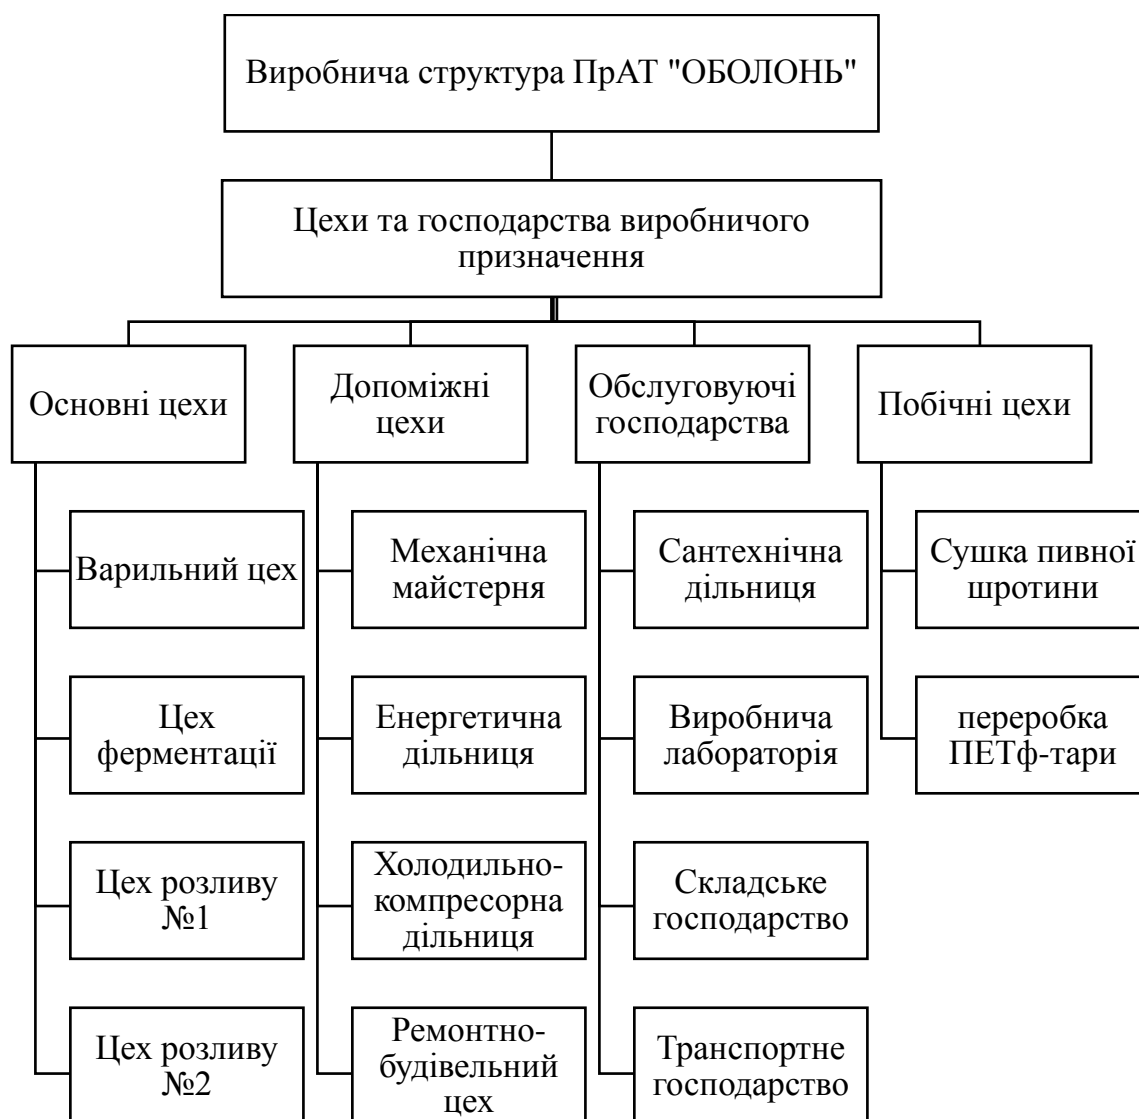 Виробнича структура ПрАТ "ОБОЛОНЬ"
Цехи та господарства виробничого
призначення
Основні цехи
Допоміжні
цехи
Обслуговуючі
господарства
Побічні цехи
Варильний цех
Механічна
майстерня
Сантехнічна
дільниця
Сушка пивної
шротини
Цех
ферментації
Енергетична
дільниця
Виробнича
лабораторія
переробка
ПЕТф-тари
Цех розливу
№1
Холодильно-
компресорна
дільниця
Складське
господарство
Цех розливу
№2
Ремонтно-
будівельний
цех
Транспортне
господарство